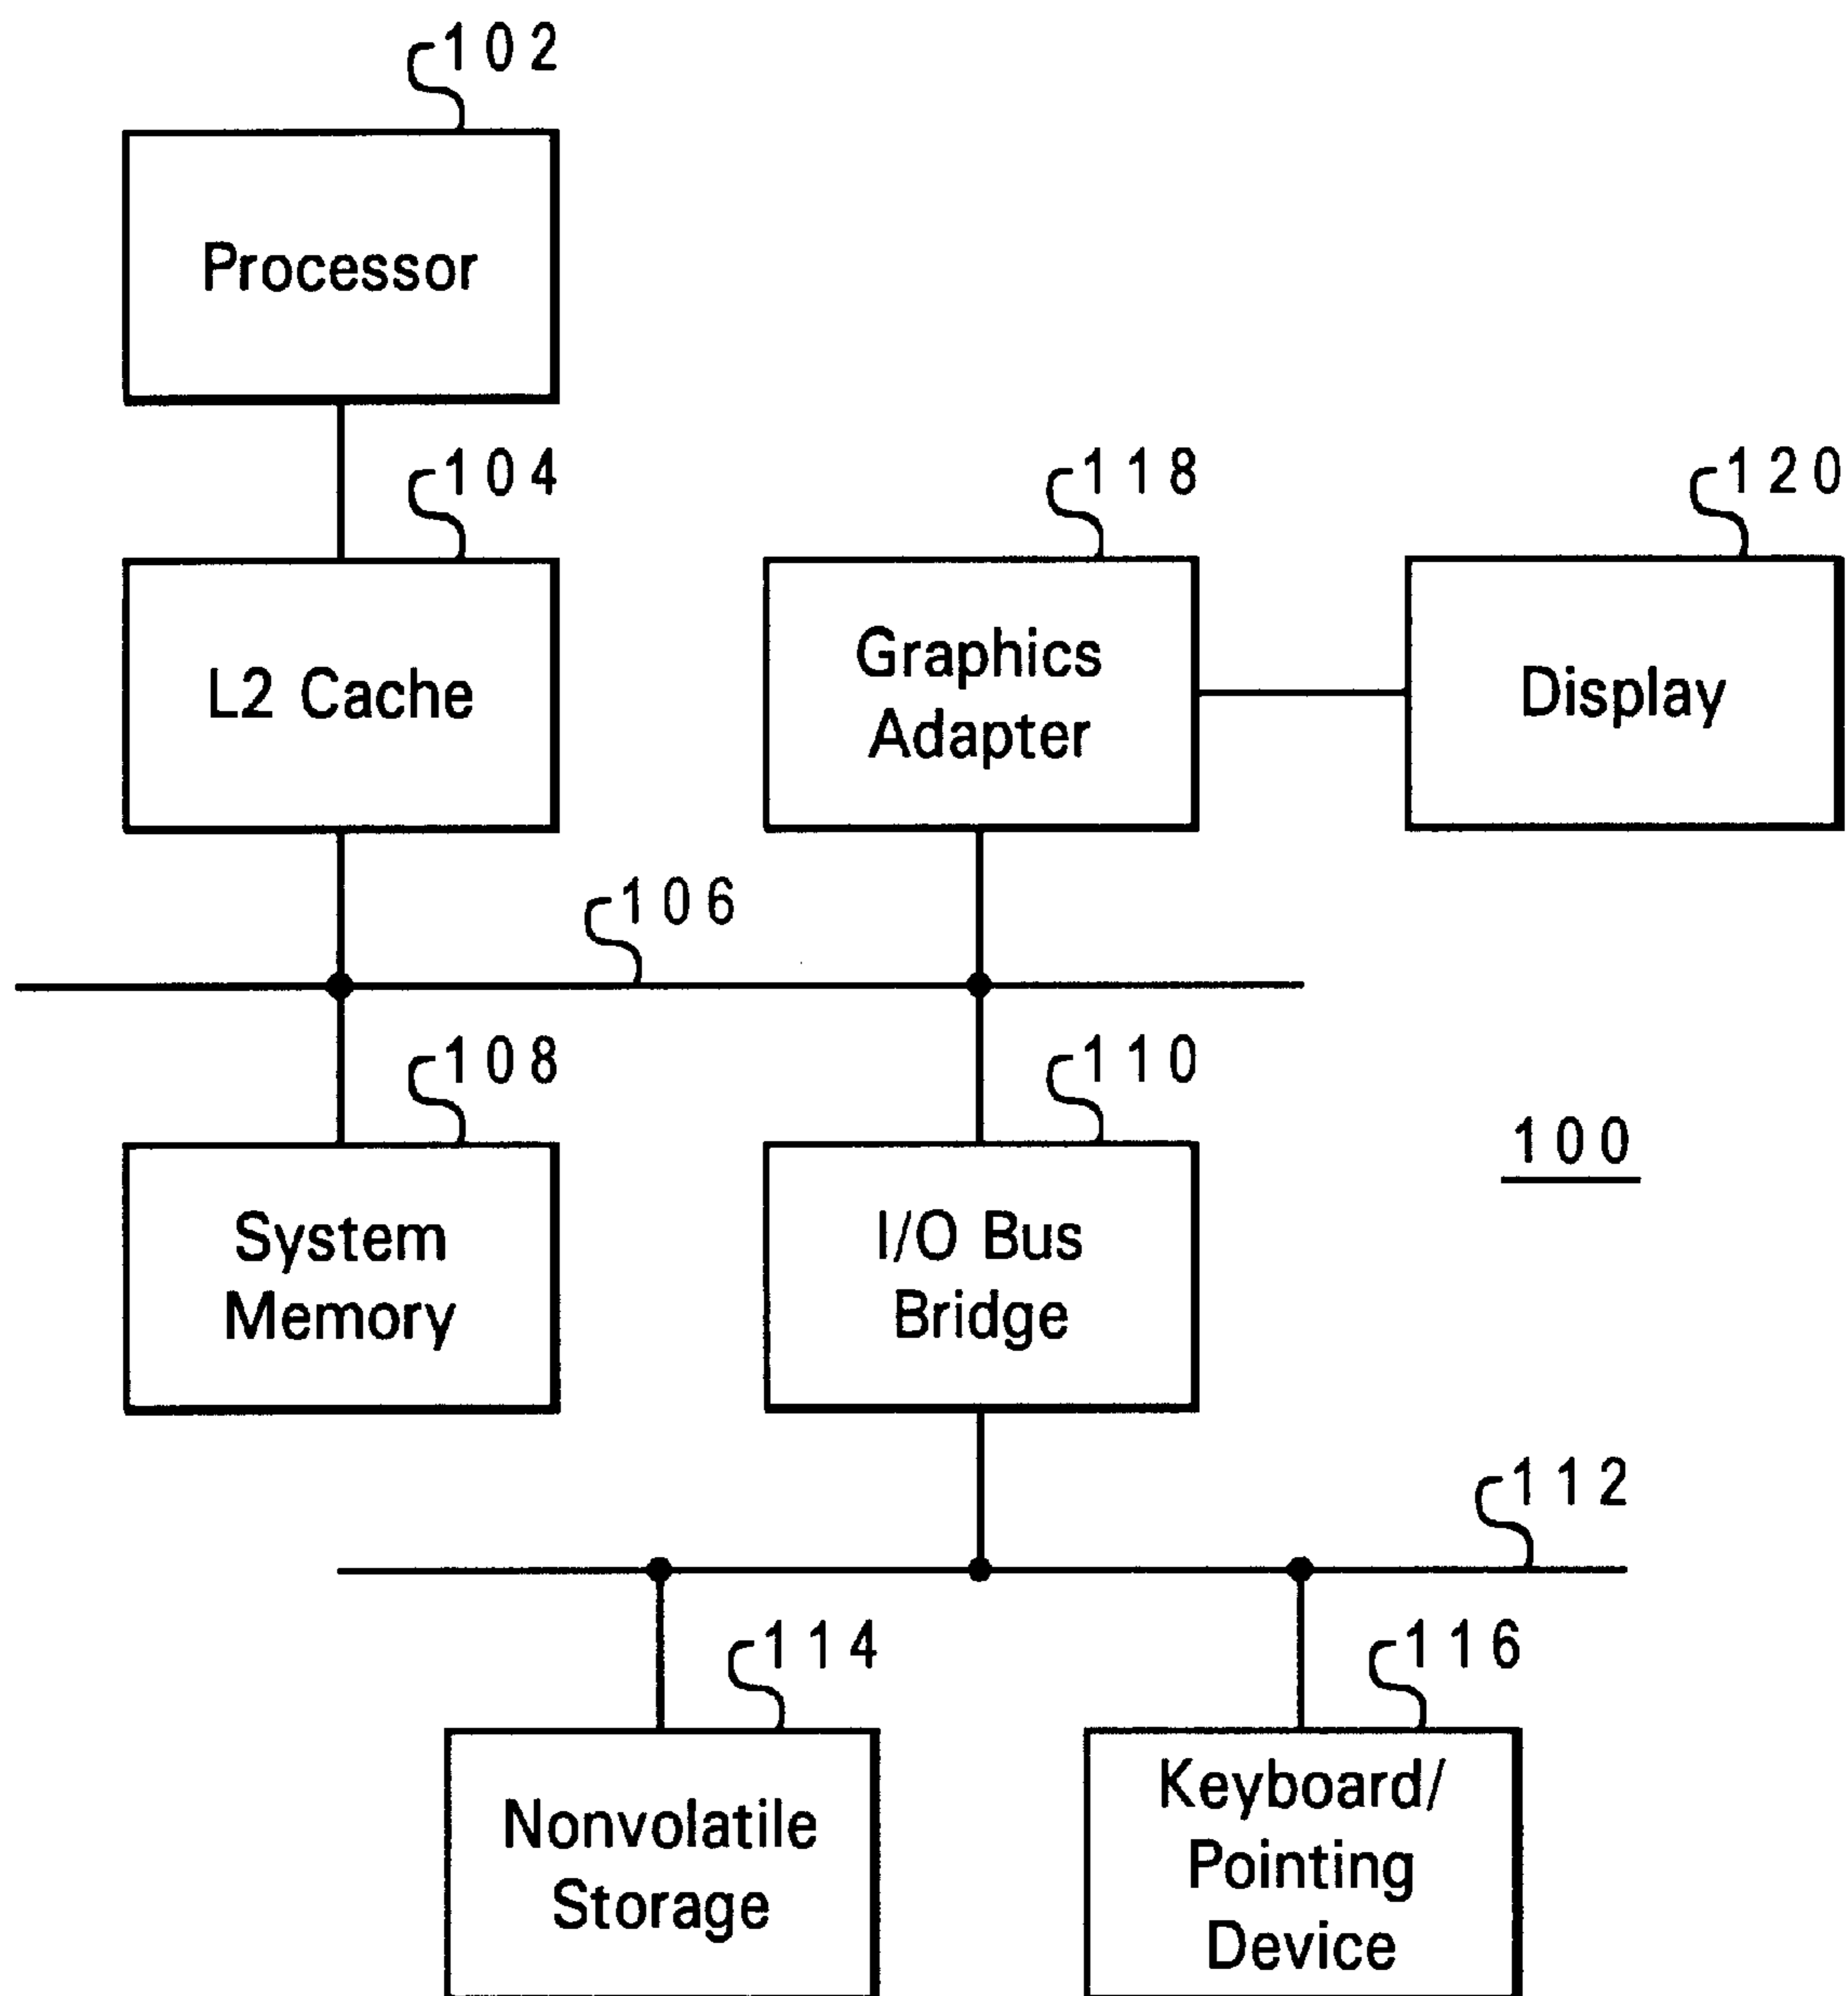 102
Processor
104
118
120
L2 Cache
Graphics
Adapter
Display
106
108
110
100
System
Memory
I/O Bus
Bridge
112
114
116
Nonvolatile
Storage
Keyboard/
Pointing
Device